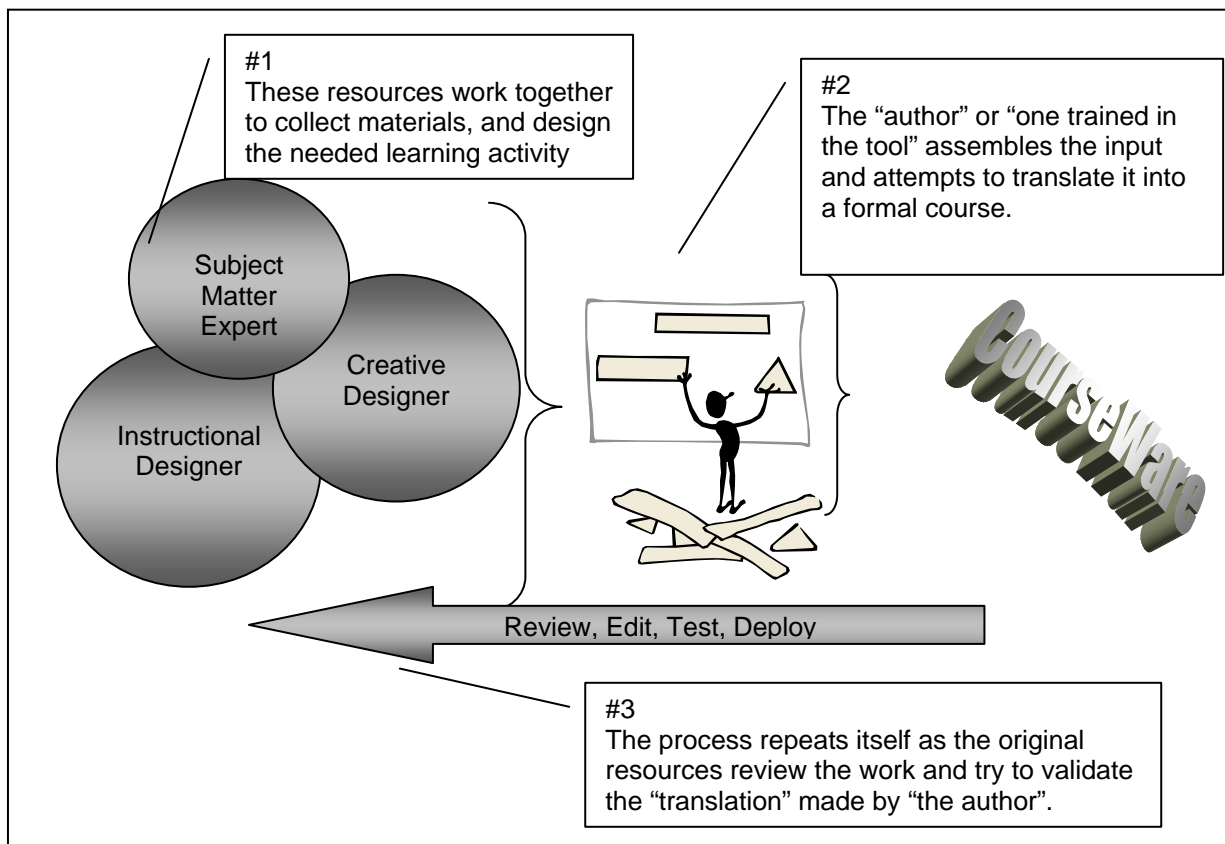 #1
These resources work together
to collect materials, and design
the needed learning activity
#2
The “author” or “one trained in
the tool” assembles the input
and attempts to translate it into
a formal course.
Subject
Matter
Expert
Creative
Designer
Instructional
Designer
CourseWare
Review, Edit, Test, Deploy
#3
The process repeats itself as the original
resources review the work and try to validate
the “translation” made by “the author”.